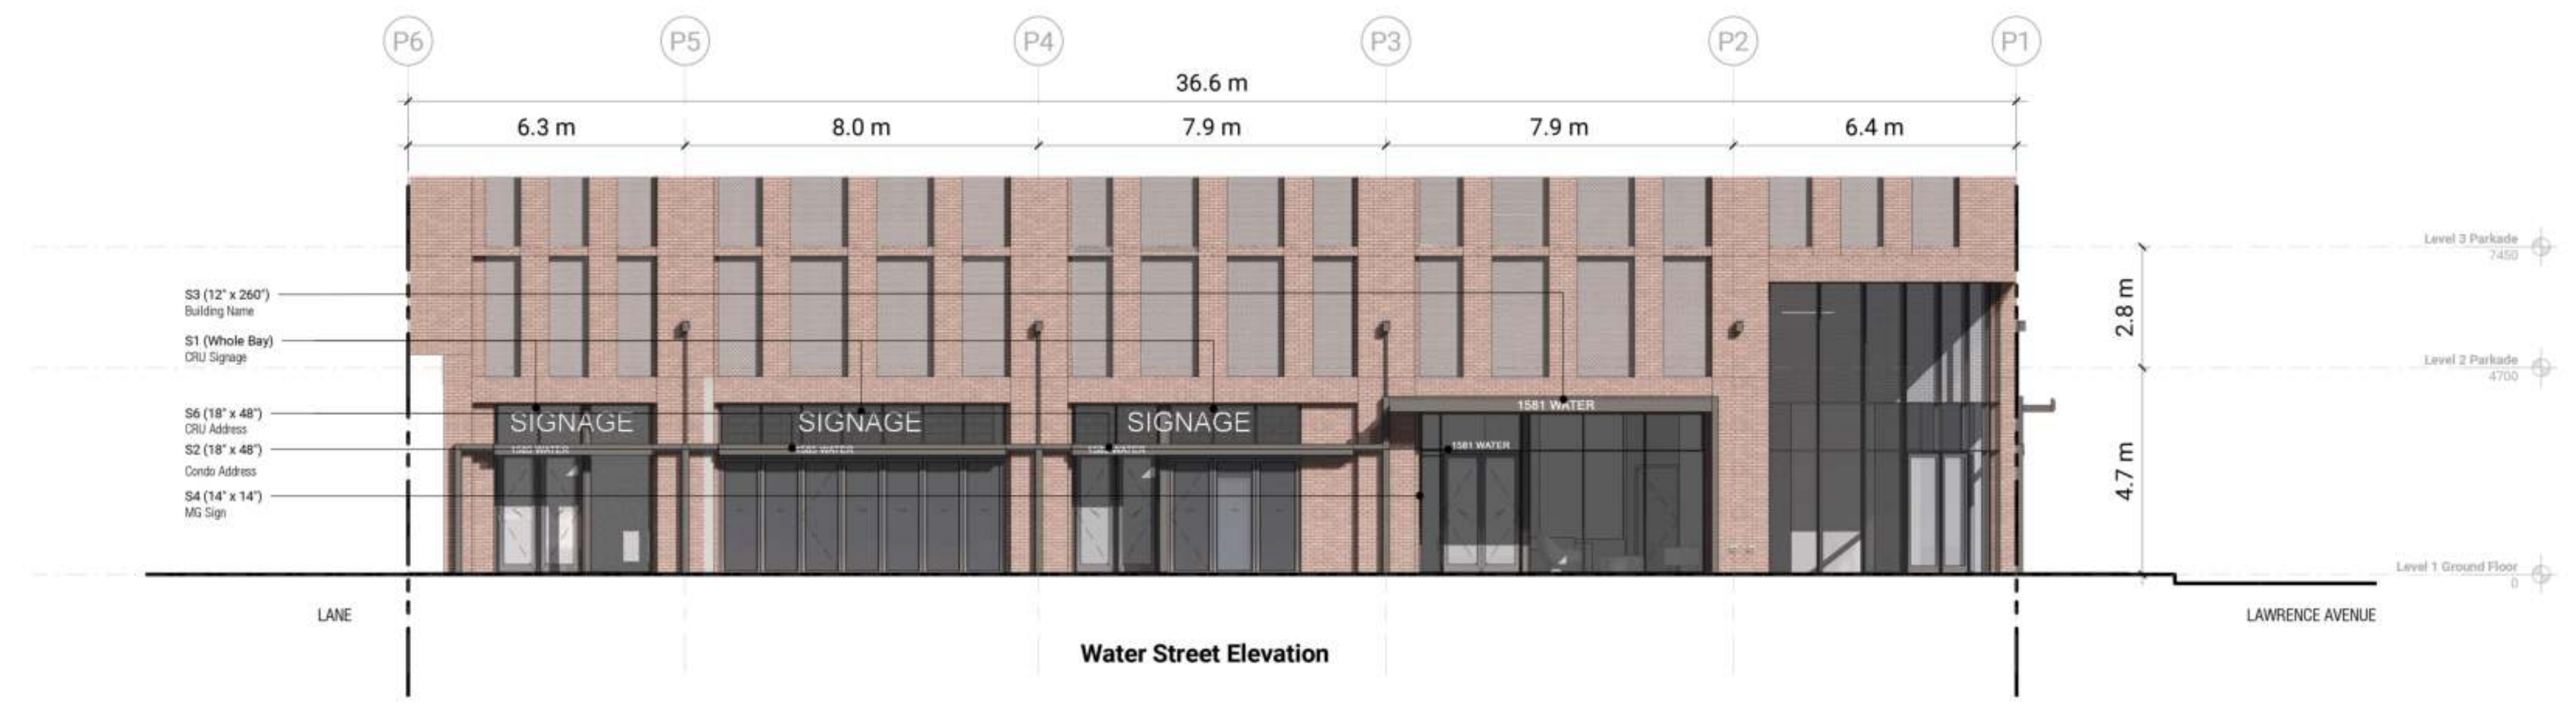 P6
P5
P4
P3
P2
P1
36.6 m
6.3 m
8.0 m
7.9 m
7.9 m
6.4 m
Level 3 Parkade
7450
S3 (12" x 260")
Building Name
2.8 m
S1 (Whole Bay)
CRU Signage
Level 2 Parkade
4700
S6 (18" x 48")
CRU Address
SIGNAGE
SIGNAGE
SIGNAGE
1581 WATER
S2 (18" x 48")
Condo Address
1585 WATER
1581 WATER
4.7 m
S4 (14" x 14")
MG Sign
Level 1 Ground Floor
0
LANE
LAWRENCE AVENUE
Water Street Elevation